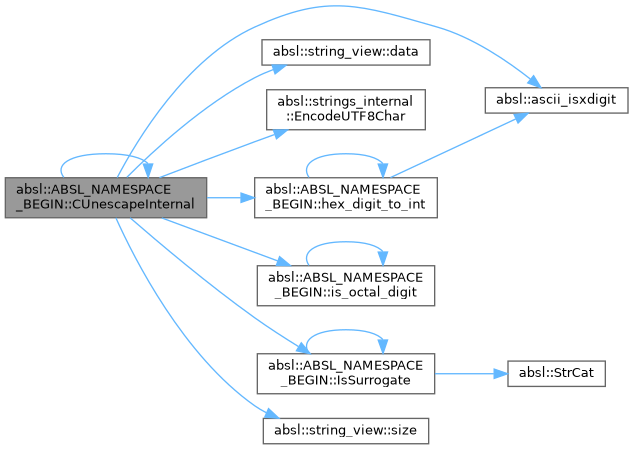 absl::string_view::data
absl::strings_internal
::EncodeUTF8Char
absl::ascii_isxdigit
absl::ABSL_NAMESPACE
_BEGIN::CUnescapeInternal
absl::ABSL_NAMESPACE
_BEGIN::hex_digit_to_int
absl::ABSL_NAMESPACE
_BEGIN::is_octal_digit
absl::ABSL_NAMESPACE
_BEGIN::IsSurrogate
absl::StrCat
absl::string_view::size